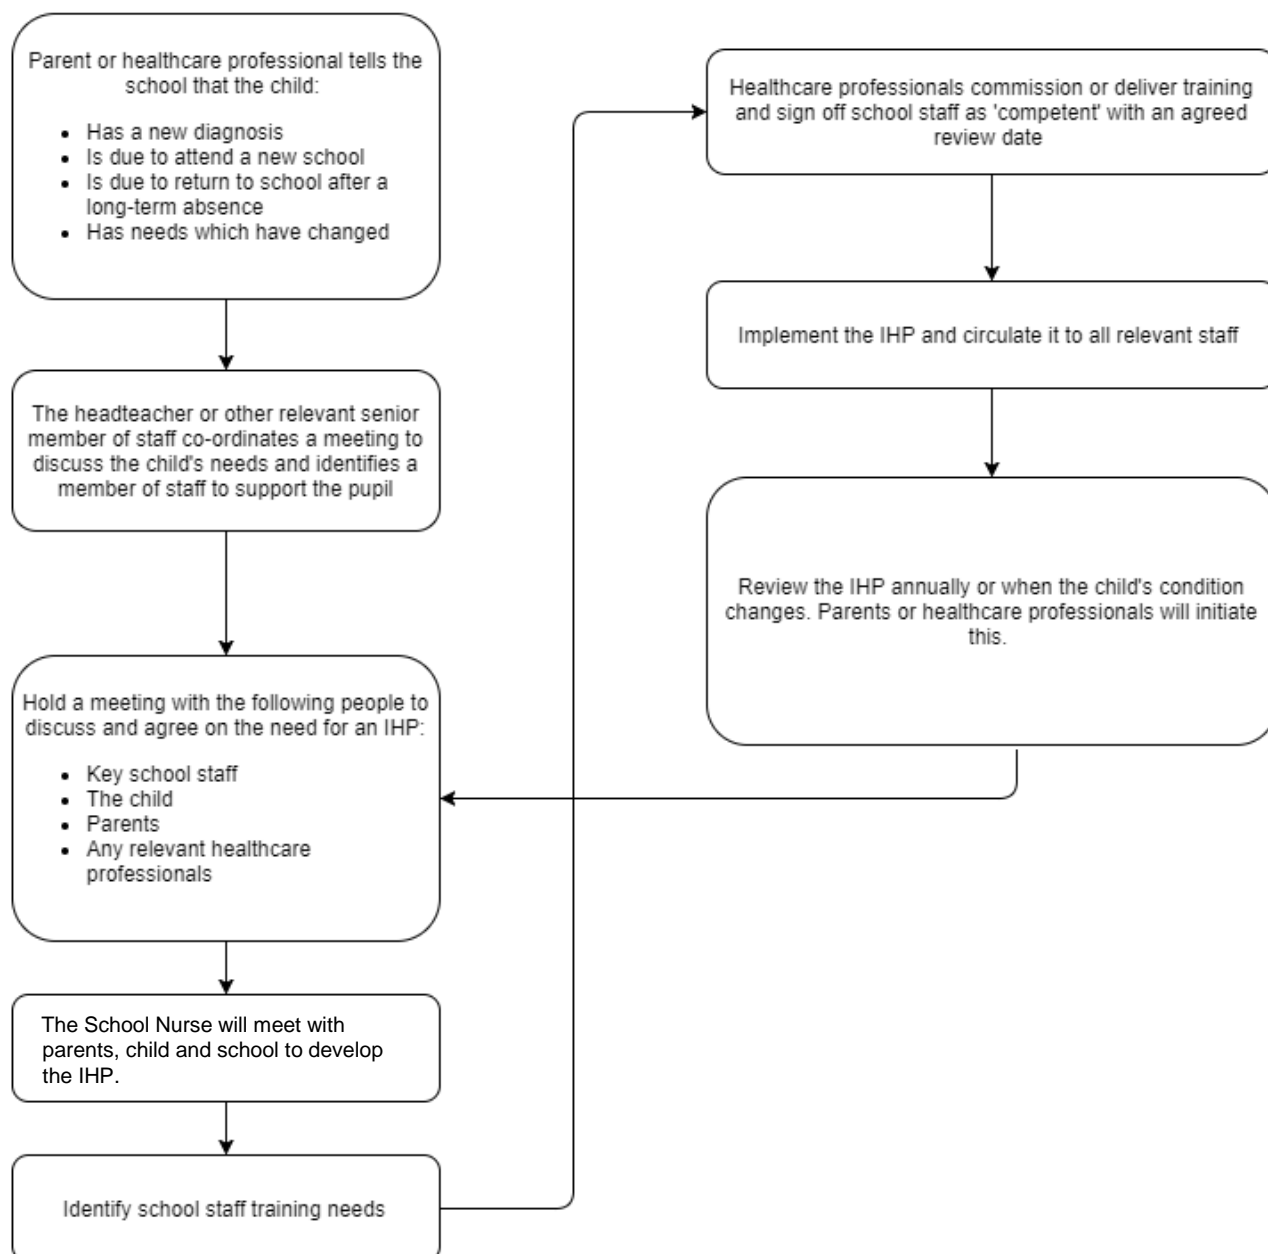 Parent or healthcare professional tells the
school that the child:
• Has a new diagnosis
• Is due to attend a new school
• Is due to return to school after a
long-term absence
• Has needs which have changed
The headteacher or other relevant senior
member of staff co-ordinates a meeting to
discuss the child's needs and identifies a
member of staff to support the pupil
Hold a meeting with the following people to
discuss and agree on the need for an IHP:
• Key school staff
• The child
• Parents
• Any relevant healthcare
professionals
The School Nurse will meet with
parents, child and school to develop
the IHP.
Identify school staff training needs
Healthcare professionals commission or deliver training
and sign off school staff as 'competent' with an agreed
review date
Implement the IHP and circulate it to all relevant staff
Review the IHP annually or when the child's condition
changes. Parents or healthcare professionals will initiate
this.